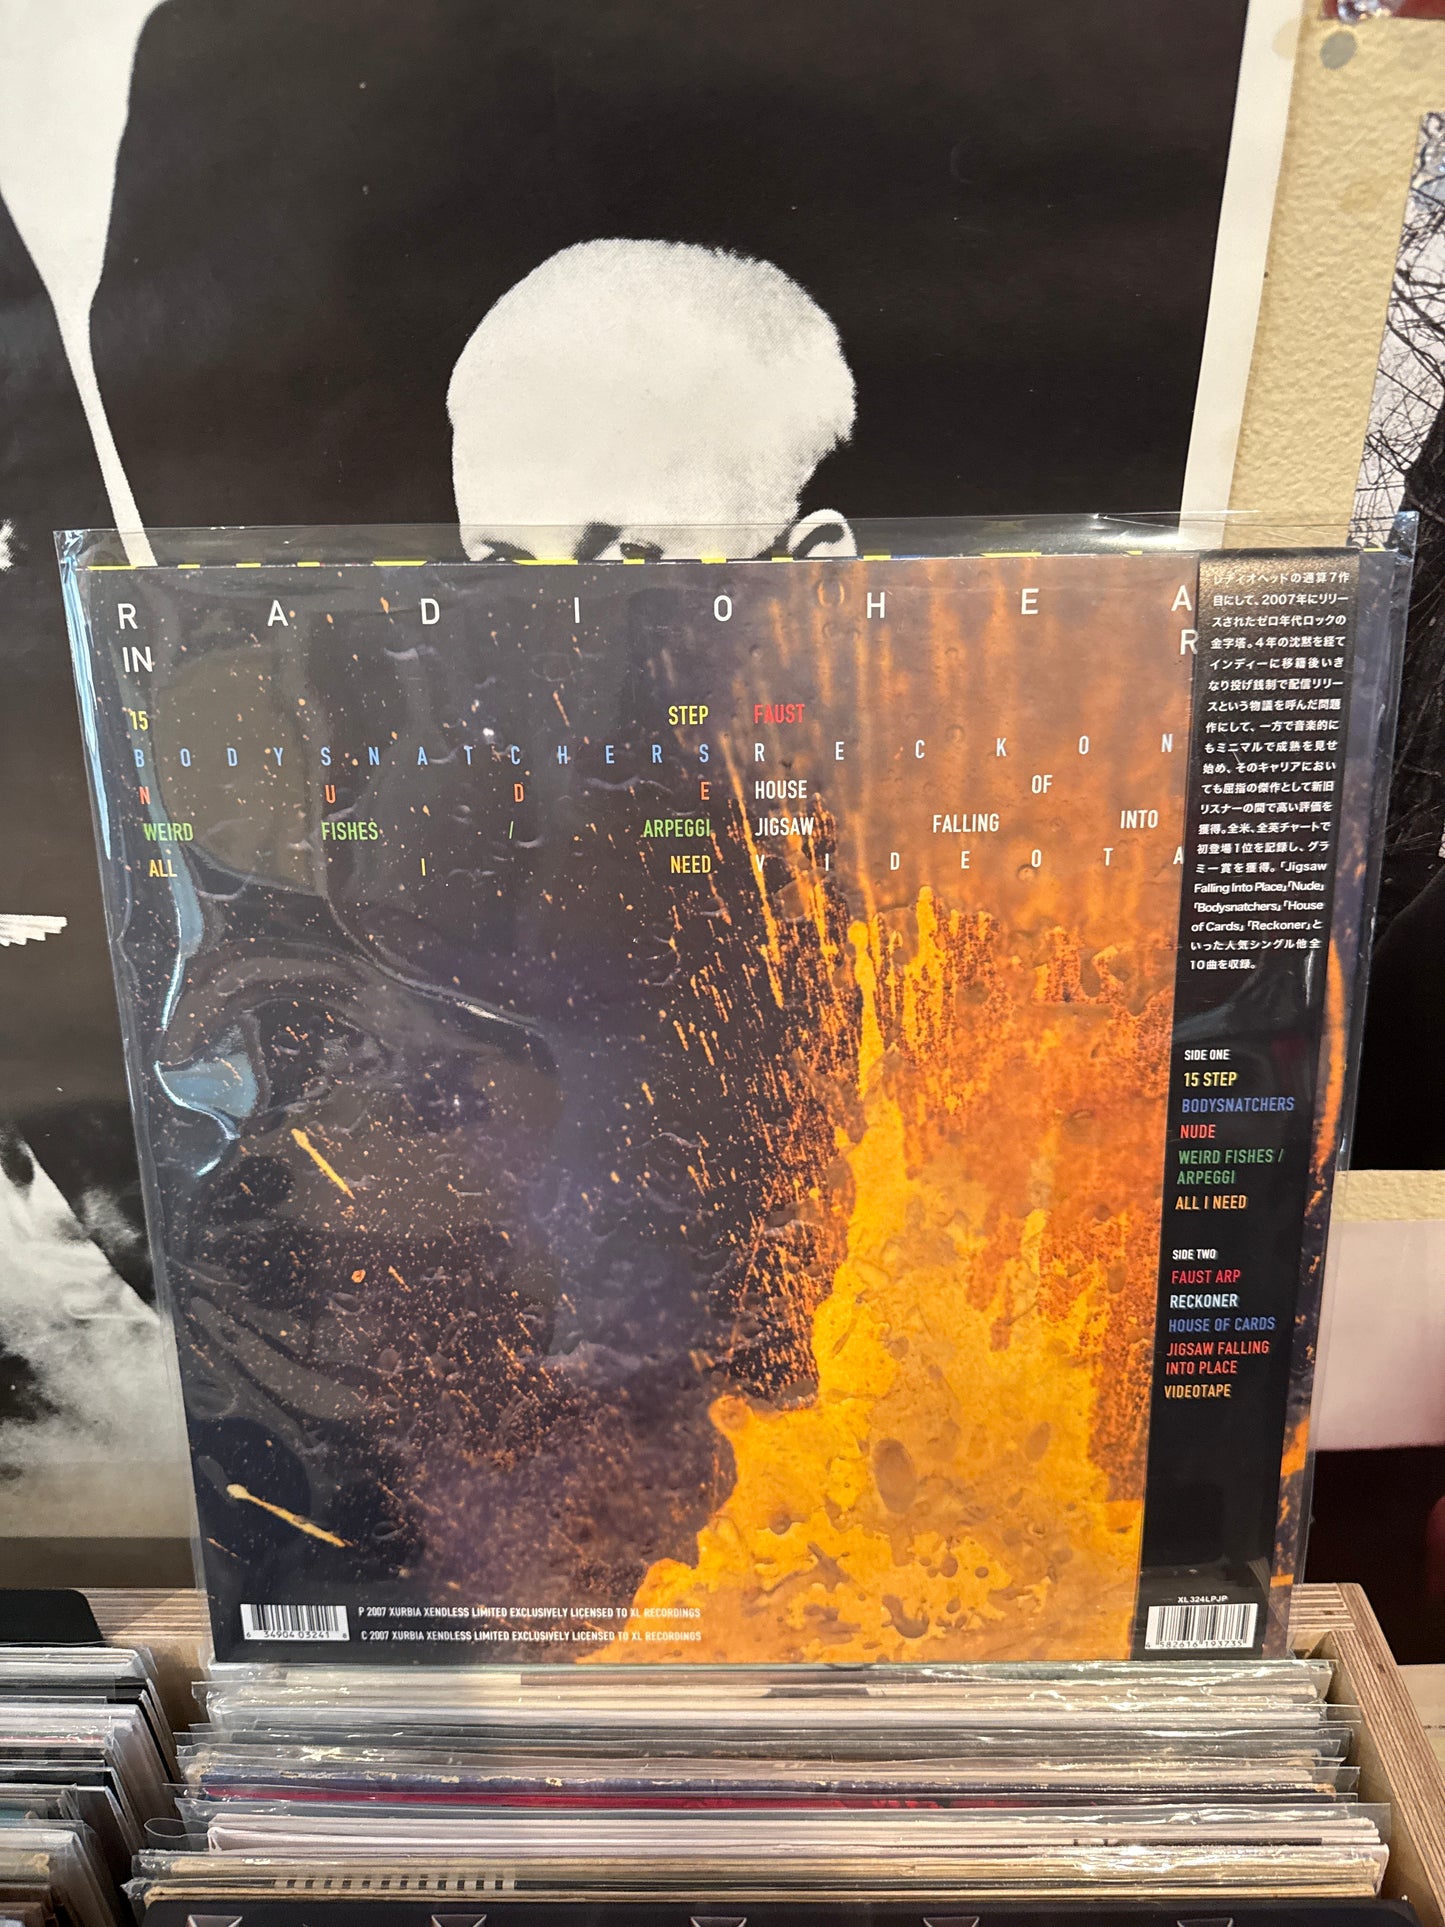 R A D I O H E A
IN R
15 STEP FAUST
BODYSNATCHERS RECKON
NUDE HOUSE OF
WEIRD FISHES / ARPEGGI JIGSAW FALLING INTO
ALL I NEED VIDEOTA
レディオヘッドの通算7作
目にして、2007年にリリー
スされたゼロ年代ロックの
金字塔。4年の沈黙を経て
インディーに移籍後いき
なり投げ銭制で配信リリー
スという物議を呼んだ問題
作にして、一方で音楽的に
もミニマルで成熟を見せ
始め、そのキャリアにおい
ても屈指の傑作として新旧
リスナーの間で高い評価を
獲得。全米、全英チャートで
初登場1位を記録し、グラ
ミー賞を獲得。「Jigsaw
Falling Into Place」「Nude」
「Bodysnatchers」「House
of Cards」「Reckoner」と
いった人気シングル他全
10曲を収録。
SIDE ONE
15 STEP
BODYSNATCHERS
NUDE
WEIRD FISHES /
ARPEGGI
ALL I NEED
SIDE TWO
FAUST ARP
RECKONER
HOUSE OF CARDS
JIGSAW FALLING
INTO PLACE
VIDEOTAPE
P 2007 XURBIA XENDLESS LIMITED EXCLUSIVELY LICENSED TO XL RECORDINGS
C 2007 XURBIA XENDLESS LIMITED EXCLUSIVELY LICENSED TO XL RECORDINGS
6 34904 03241 8
XL324LPJP
4 582616 193735